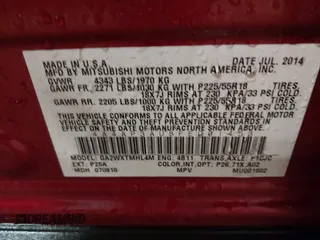 MADE IN U.S.A. DATE JUL. 2014
MFD BY MITSUBISHI MOTORS NORTH AMERICA, INC.
GVWR 4343 LBS/1970 KG
GAWR FR. 2271 LBS/1030 KG WITH P225/55R18 TIRES,
18X7J RIMS AT 230 KPA/33 PSI COLD.
GAWR RR. 2205 LBS/1000 KG WITH P225/55R18 TIRES,
18X7J RIMS AT 230 KPA/33 PSI COLD.
THIS VEHICLE CONFORMS TO ALL APPLICABLE FEDERAL MOTOR
VEHICLE SAFETY AND THEFT PREVENTION STANDARDS IN
EFFECT ON THE DATE OF MANUFACTURE SHOWN ABOVE.
MODEL: GA2WXTMHL4M ENG: 4B11 TRANS,AXLE: F1CJC
EXT: P26A COLOR,INT,OPT: P26,71X,A02
MDH 070810 MPV MU001602